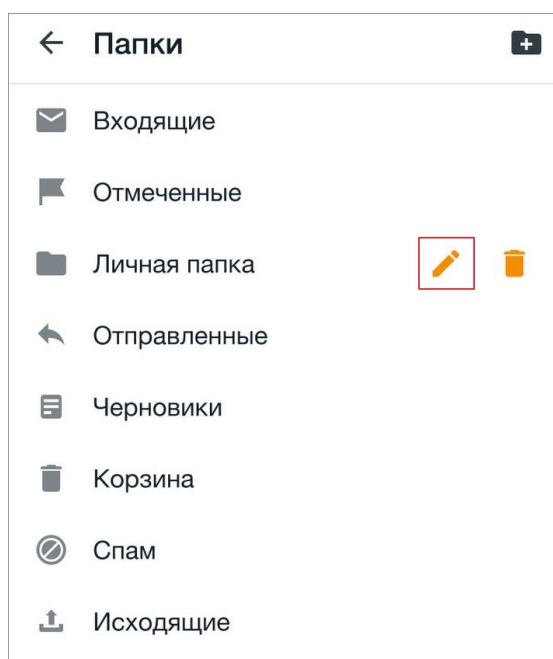 Папки
Входящие
Отмеченные
Личная папка
Отправленные
Черновики
Корзина
Спам
Исходящие